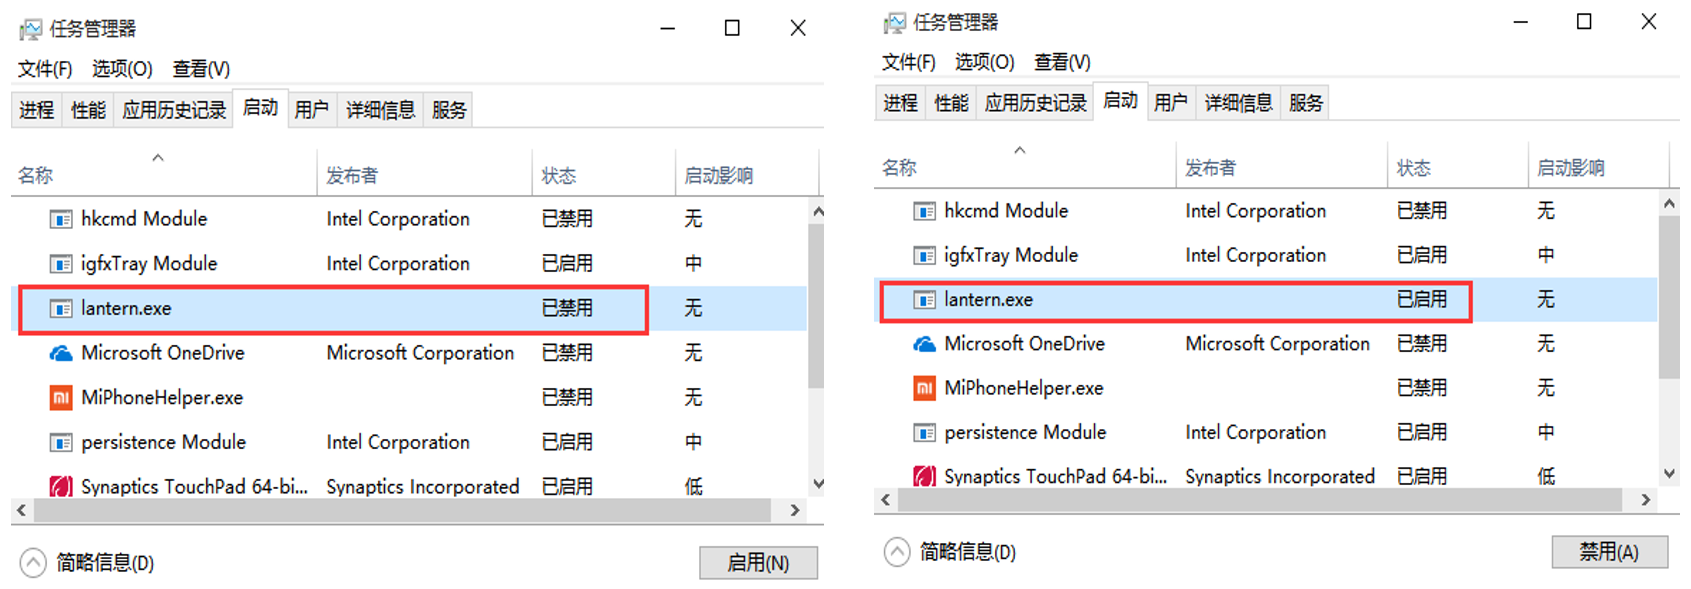 任务管理器
文件(F) 选项(O) 查看(V)
进程 性能 应用历史记录 启动 用户 详细信息 服务
名称 发布者 状态 启动影响
hkcmd Module Intel Corporation 已禁用 无
igfxTray Module Intel Corporation 已启用 中
lantern.exe 已禁用 无
Microsoft OneDrive Microsoft Corporation 已禁用 无
MiPhoneHelper.exe 已禁用 无
persistence Module Intel Corporation 已启用 中
Synaptics TouchPad 64-bi... Synaptics Incorporated 已启用 低
简略信息(D) 启用(N)
任务管理器
文件(F) 选项(O) 查看(V)
进程 性能 应用历史记录 启动 用户 详细信息 服务
名称 发布者 状态 启动影响
hkcmd Module Intel Corporation 已禁用 无
igfxTray Module Intel Corporation 已启用 中
lantern.exe 已启用 无
Microsoft OneDrive Microsoft Corporation 已禁用 无
MiPhoneHelper.exe 已禁用 无
persistence Module Intel Corporation 已启用 中
Synaptics TouchPad 64-bi... Synaptics Incorporated 已启用 低
简略信息(D) 禁用(A)